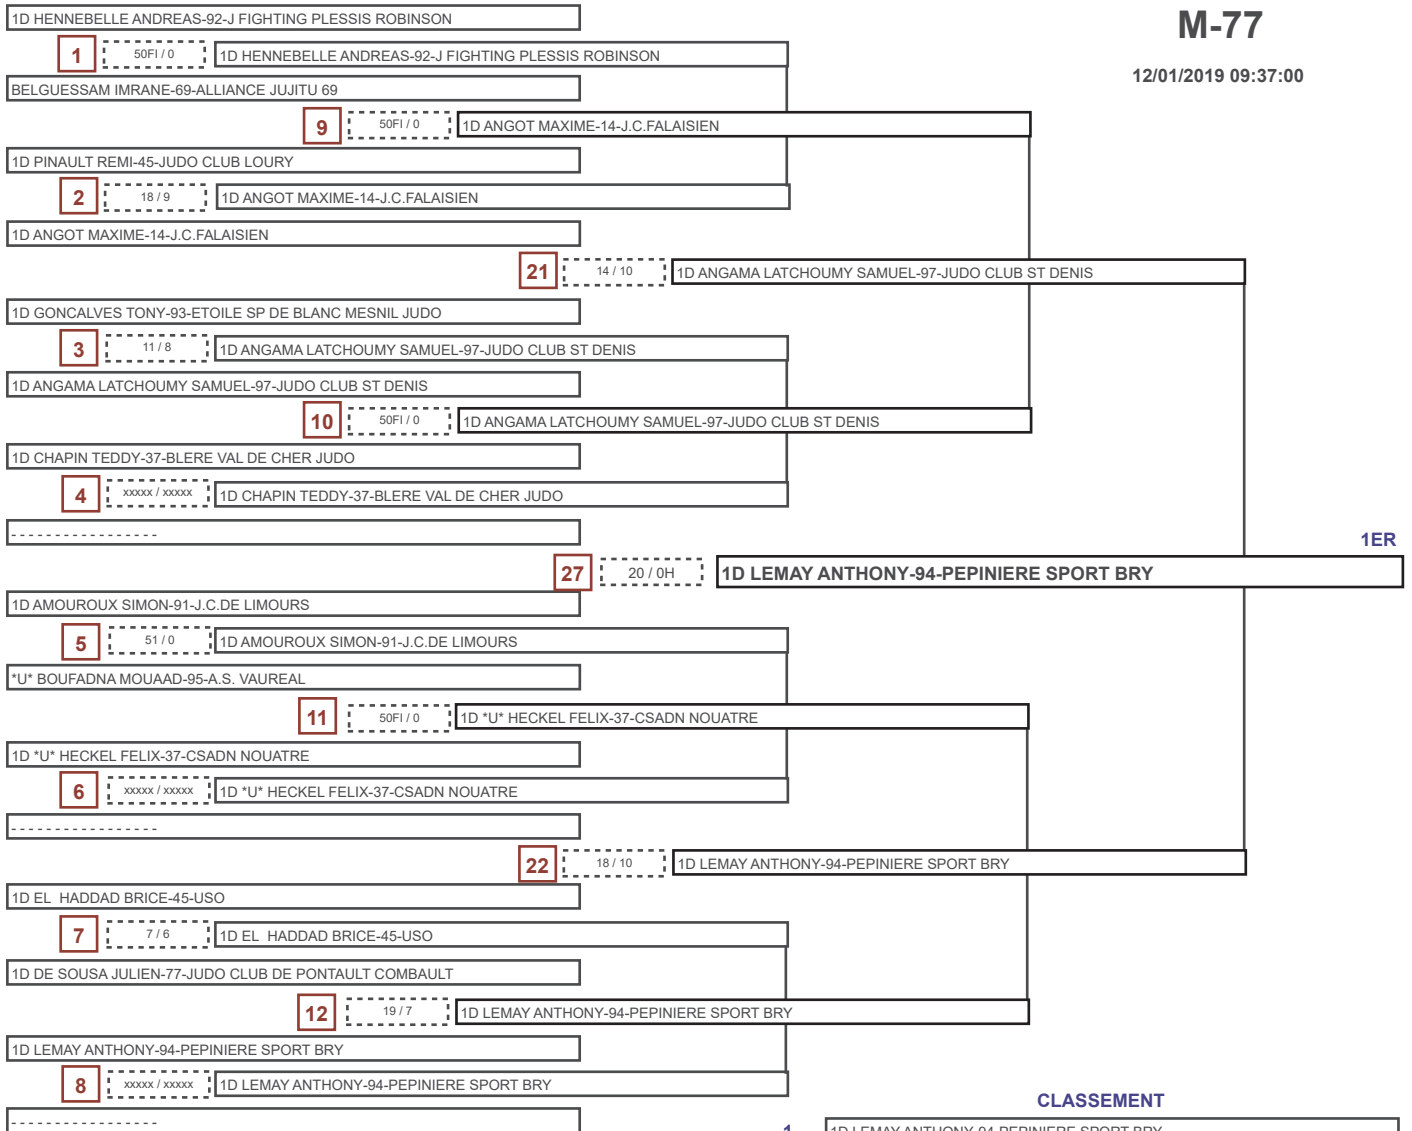 1D HENNEBELLE ANDREAS-92-J FIGHTING PLESSIS ROBINSON
M-77
1 50FI / 0 1D HENNEBELLE ANDREAS-92-J FIGHTING PLESSIS ROBINSON
12/01/2019 09:37:00
BELGUESSAM IMRANE-69-ALLIANCE JUJITU 69
9 50FI / 0 1D ANGOT MAXIME-14-J.C.FALAISIEN
1D PINAULT REMI-45-JUDO CLUB LOURY
2 18 / 9 1D ANGOT MAXIME-14-J.C.FALAISIEN
1D ANGOT MAXIME-14-J.C.FALAISIEN
21 14 / 10 1D ANGAMA LATCHOUMY SAMUEL-97-JUDO CLUB ST DENIS
1D GONCALVES TONY-93-ETOILE SP DE BLANC MESNIL JUDO
3 11 / 8 1D ANGAMA LATCHOUMY SAMUEL-97-JUDO CLUB ST DENIS
1D ANGAMA LATCHOUMY SAMUEL-97-JUDO CLUB ST DENIS
10 50FI / 0 1D ANGAMA LATCHOUMY SAMUEL-97-JUDO CLUB ST DENIS
1D CHAPIN TEDDY-37-BLERE VAL DE CHER JUDO
4 xxxxx / xxxxx 1D CHAPIN TEDDY-37-BLERE VAL DE CHER JUDO
- - - - - - - - - - - - - - - - -
1ER
27 20 / 0H 1D LEMAY ANTHONY-94-PEPINIERE SPORT BRY
1D AMOUROUX SIMON-91-J.C.DE LIMOURS
5 51 / 0 1D AMOUROUX SIMON-91-J.C.DE LIMOURS
*U* BOUFADNA MOUAAD-95-A.S. VAUREAL
11 50FI / 0 1D *U* HECKEL FELIX-37-CSADN NOUATRE
1D *U* HECKEL FELIX-37-CSADN NOUATRE
6 xxxxx / xxxxx 1D *U* HECKEL FELIX-37-CSADN NOUATRE
- - - - - - - - - - - - - - - - -
22 18 / 10 1D LEMAY ANTHONY-94-PEPINIERE SPORT BRY
1D EL  HADDAD BRICE-45-USO
7 7 / 6 1D EL  HADDAD BRICE-45-USO
1D DE SOUSA JULIEN-77-JUDO CLUB DE PONTAULT COMBAULT
12 19 / 7 1D LEMAY ANTHONY-94-PEPINIERE SPORT BRY
1D LEMAY ANTHONY-94-PEPINIERE SPORT BRY
8 xxxxx / xxxxx 1D LEMAY ANTHONY-94-PEPINIERE SPORT BRY
CLASSEMENT
- - - - - - - - - - - - - - - - -
1 1D LEMAY ANTHONY-94-PEPINIERE SPORT BRY